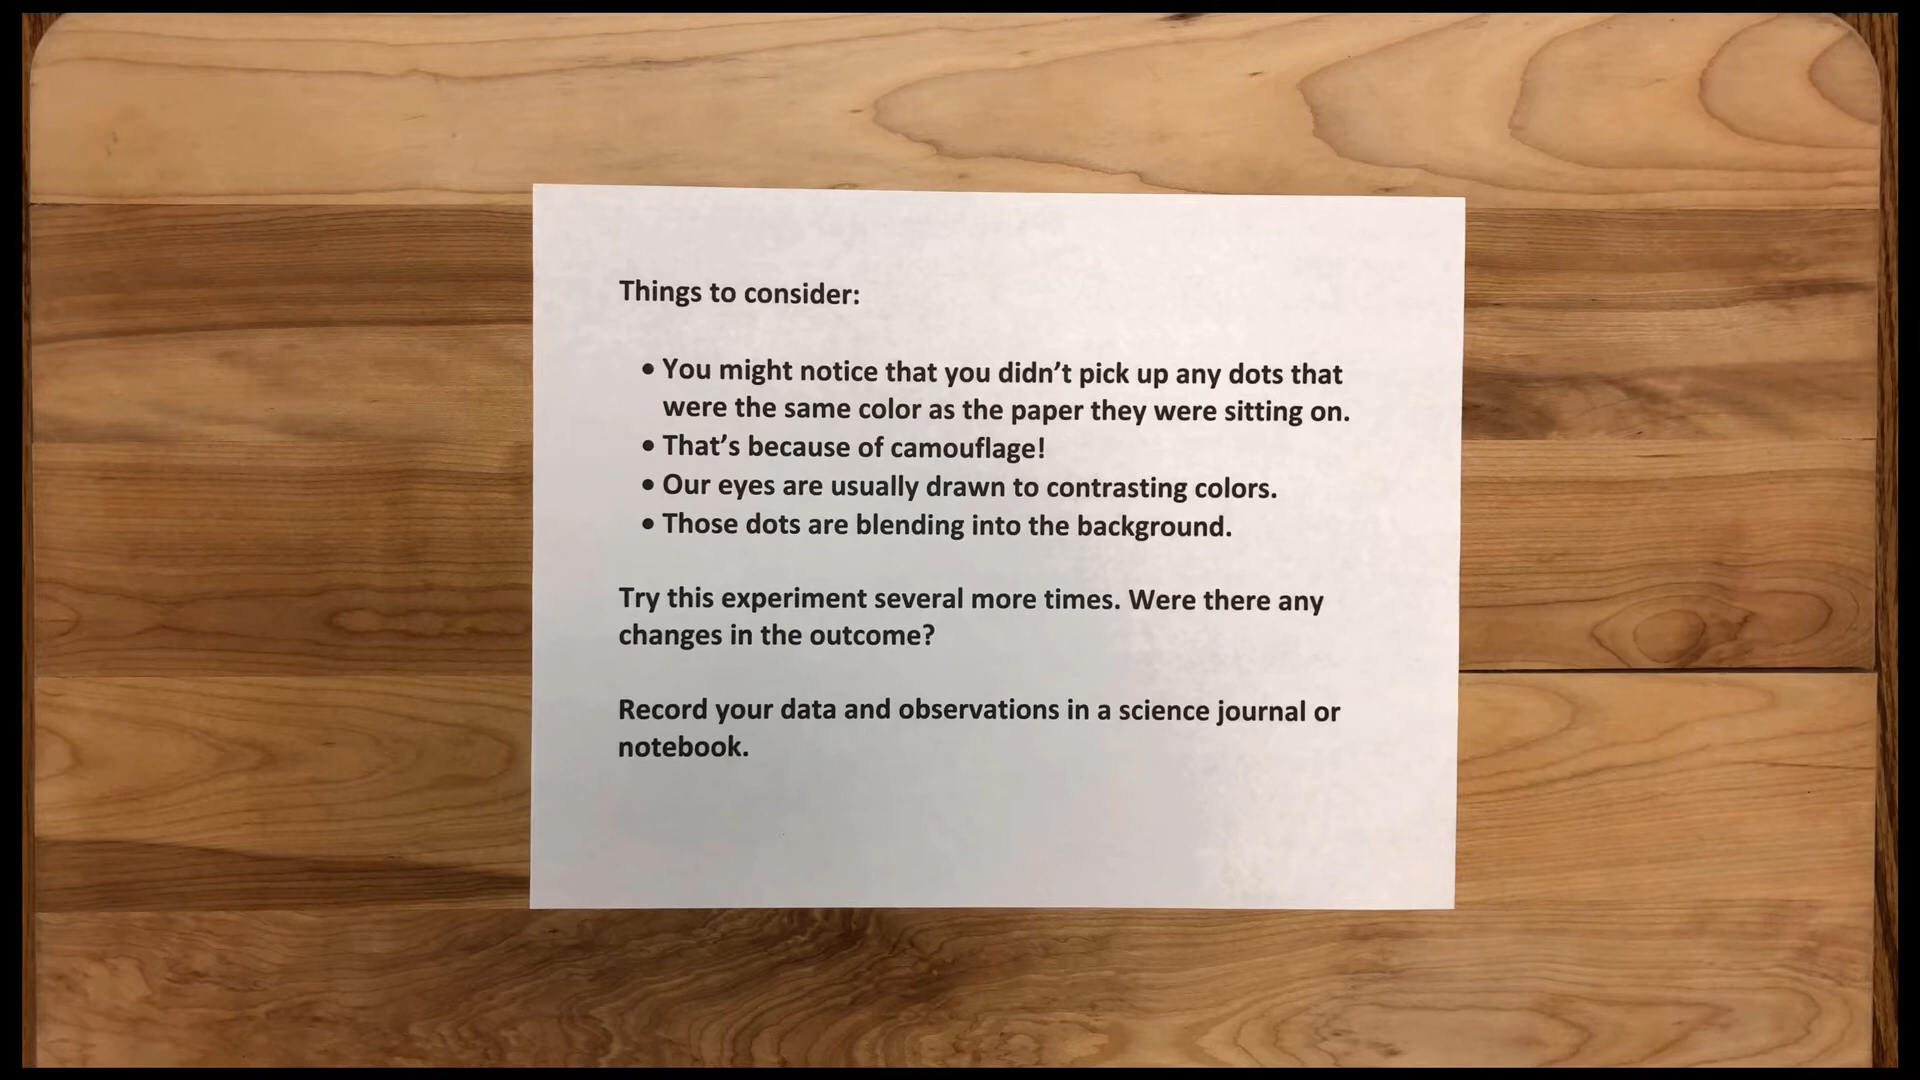 Things to consider:
• You might notice that you didn't pick up any dots that
were the same color as the paper they were sitting on.
• That's because of camouflage!
• Our eyes are usually drawn to contrasting colors.
• Those dots are blending into the background.
Try this experiment several more times. Were there any
changes in the outcome?
Record your data and observations in a science journal or
notebook.